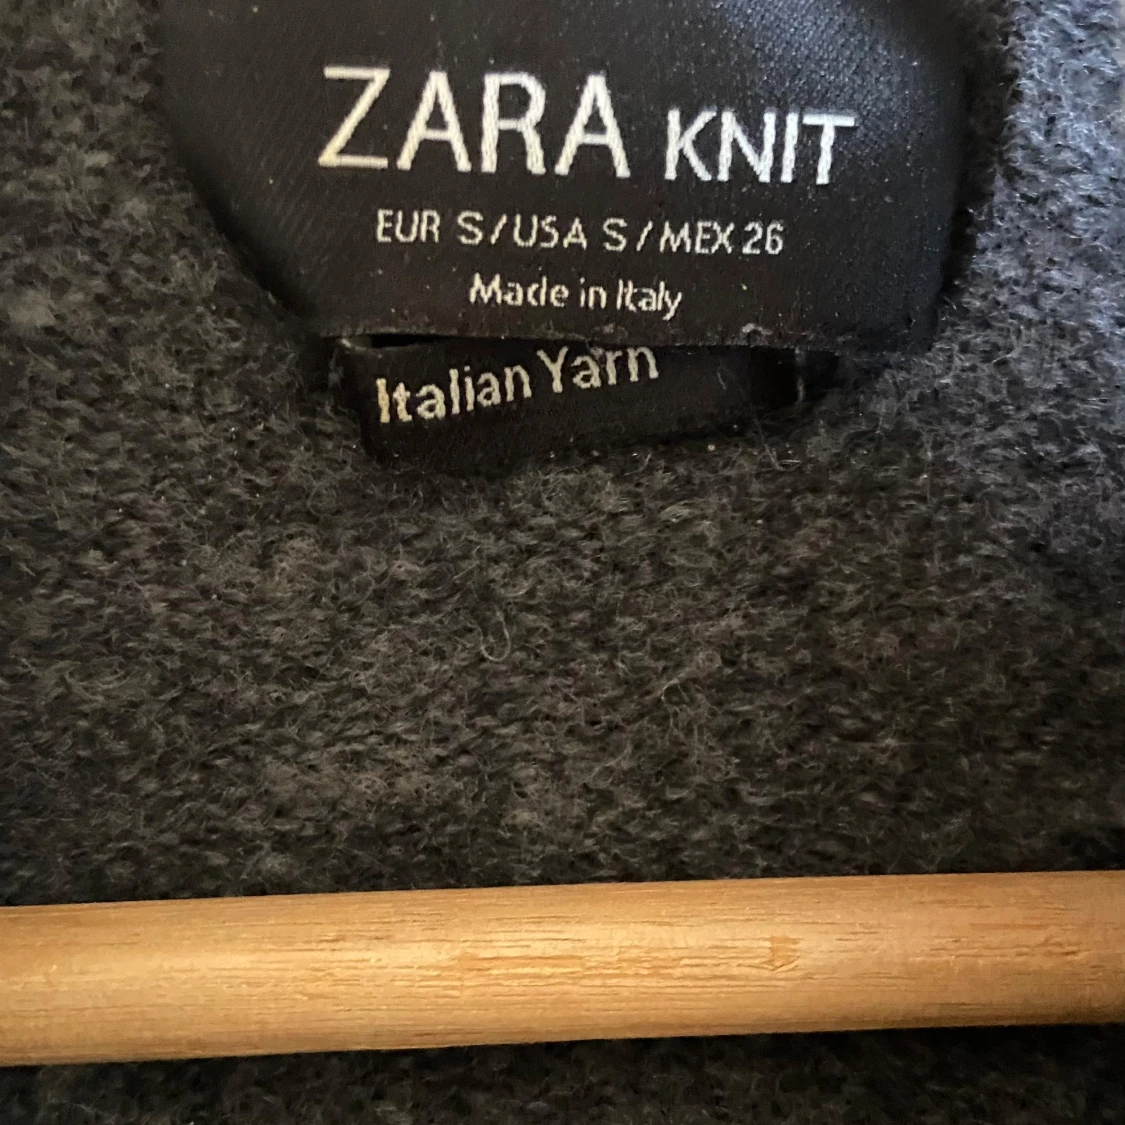 ZARA KNIT
EUR S/USA S/MEX 26
Made in Italy
Italian Yarn